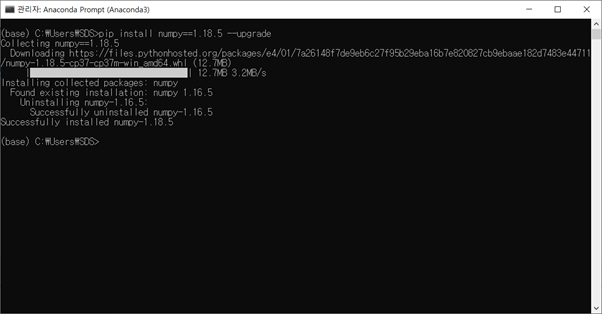 관리자: Anaconda Prompt (Anaconda3)
(base) C:₩Users₩SDS>pip install numpy==1.18.5 --upgrade
Collecting numpy==1.18.5
Downloading https://files.pythonhosted.org/packages/e4/01/7a26148f7de9eb6c27f95b29eba16b7e820827cb9ebaae182d7483e44711
/numpy-1.18.5-cp37-cp37m-win_amd64.whl (12.7MB)
|████████████████████████████████| 12.7MB 3.2MB/s
Installing collected packages: numpy
Found existing installation: numpy 1.16.5
Uninstalling numpy-1.16.5:
Successfully uninstalled numpy-1.16.5
Successfully installed numpy-1.18.5
(base) C:₩Users₩SDS>